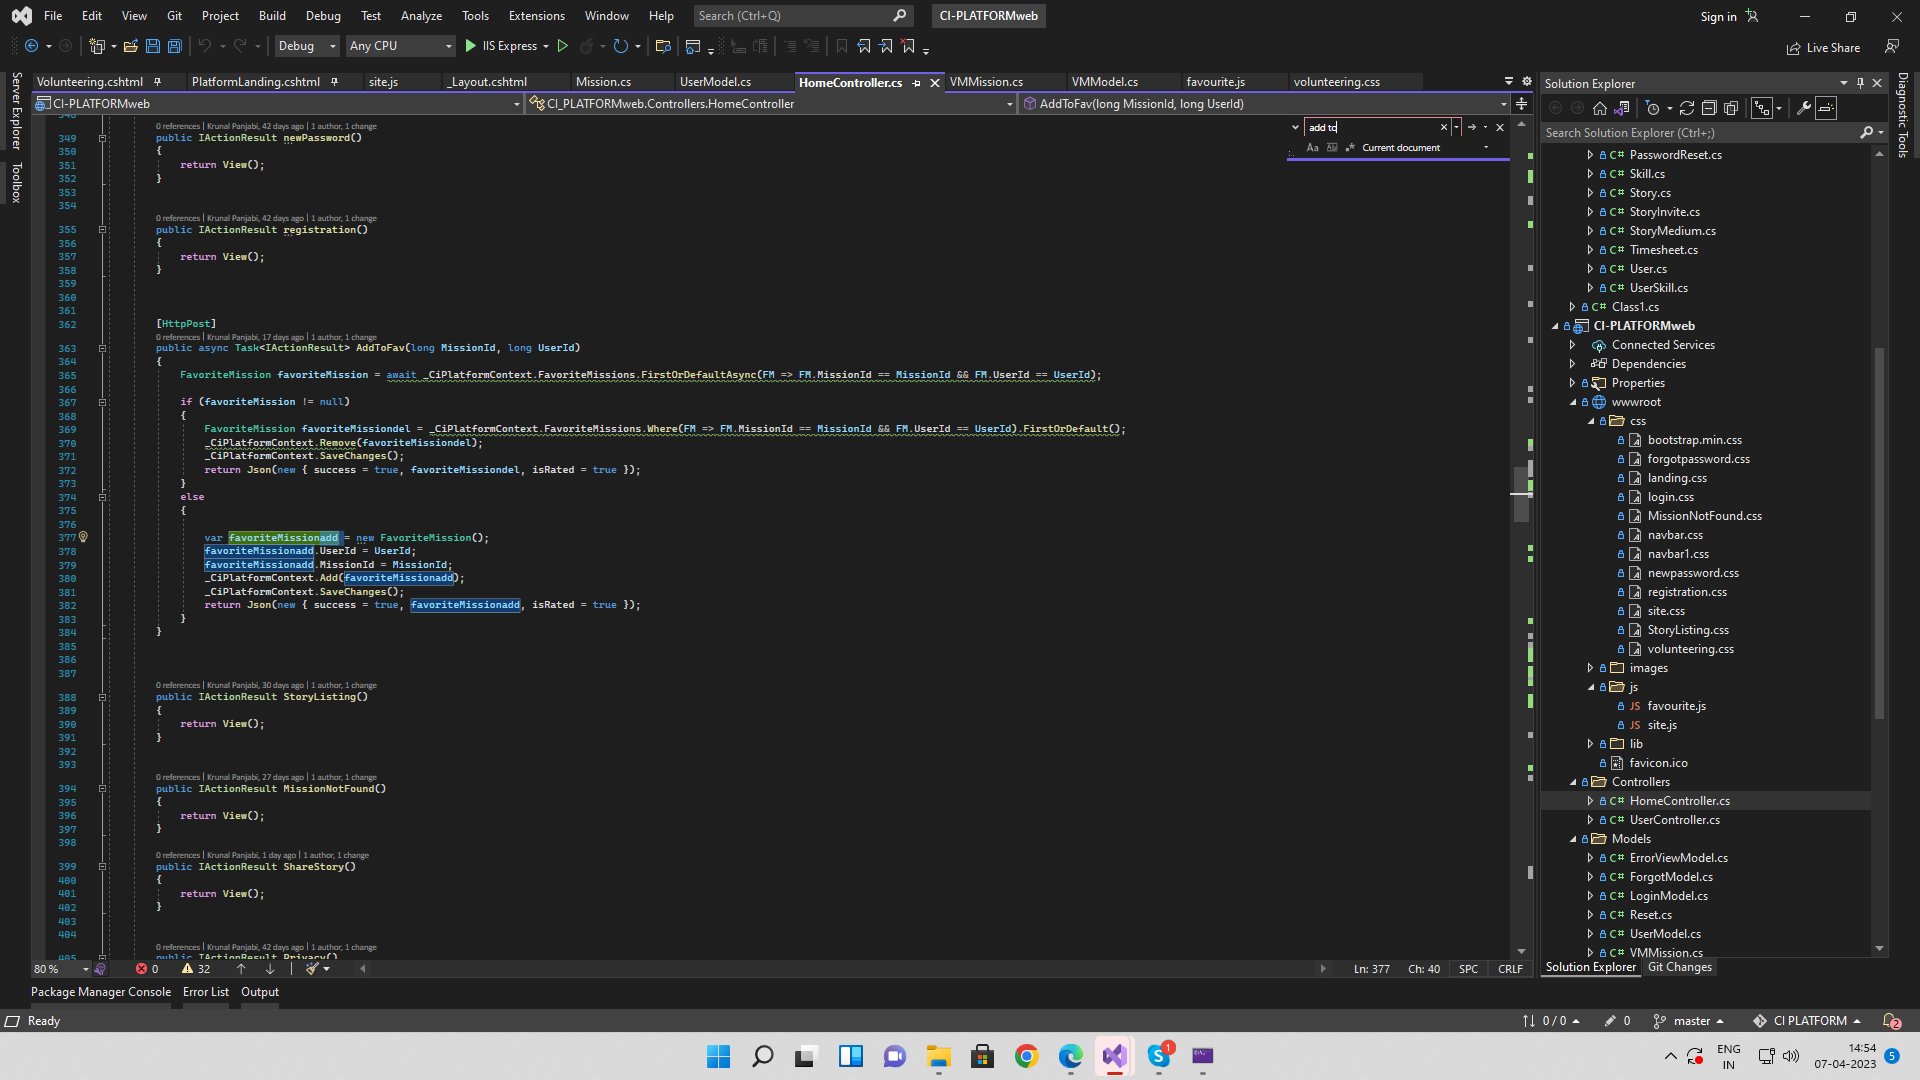 File Edit View Git Project Build Debug Test Analyze Tools Extensions Window Help Search (Ctrl+Q) CI-PLATFORMweb Sign in
Debug Any CPU IIS Express Live Share
Volunteering.cshtml PlatformLanding.cshtml site.js _Layout.cshtml Mission.cs UserModel.cs HomeController.cs VMMission.cs VMModel.cs favourite.js volunteering.css
CI-PLATFORMweb CI_PLATFORMweb.Controllers.HomeController AddToFav(long MissionId, long UserId)
Server Explorer
Toolbox
add to
Aa Current document
348
0 references | Krunal Panjabi, 42 days ago | 1 author, 1 change
349 public IActionResult newPassword()
350 {
351 return View();
352 }
353
354
0 references | Krunal Panjabi, 42 days ago | 1 author, 1 change
355 public IActionResult registration()
356 {
357 return View();
358 }
359
360
361
362 [HttpPost]
0 references | Krunal Panjabi, 17 days ago | 1 author, 1 change
363 public async Task<IActionResult> AddToFav(long MissionId, long UserId)
364 {
365 FavoriteMission favoriteMission = await _CiPlatformContext.FavoriteMissions.FirstOrDefaultAsync(FM => FM.MissionId == MissionId && FM.UserId == UserId);
366
367 if (favoriteMission != null)
368 {
369 FavoriteMission favoriteMissiondel = _CiPlatformContext.FavoriteMissions.Where(FM => FM.MissionId == MissionId && FM.UserId == UserId).FirstOrDefault();
370 _CiPlatformContext.Remove(favoriteMissiondel);
371 _CiPlatformContext.SaveChanges();
372 return Json(new { success = true, favoriteMissiondel, isRated = true });
373 }
374 else
375 {
376
377 var favoriteMissionadd = new FavoriteMission();
378 favoriteMissionadd.UserId = UserId;
379 favoriteMissionadd.MissionId = MissionId;
380 _CiPlatformContext.Add(favoriteMissionadd);
381 _CiPlatformContext.SaveChanges();
382 return Json(new { success = true, favoriteMissionadd, isRated = true });
383 }
384 }
385
386
387
0 references | Krunal Panjabi, 30 days ago | 1 author, 1 change
388 public IActionResult StoryListing()
389 {
390 return View();
391 }
392
393
0 references | Krunal Panjabi, 27 days ago | 1 author, 1 change
394 public IActionResult MissionNotFound()
395 {
396 return View();
397 }
398
0 references | Krunal Panjabi, 1 day ago | 1 author, 1 change
399 public IActionResult ShareStory()
400 {
401 return View();
402 }
403
404
0 references | Krunal Panjabi, 42 days ago | 1 author, 1 change
405 public IActionResult Privacy()
80 % 0 32 Ln: 377 Ch: 40 SPC CRLF
Solution Explorer
Search Solution Explorer (Ctrl+;)
C# PasswordReset.cs
C# Skill.cs
C# Story.cs
C# StoryInvite.cs
C# StoryMedium.cs
C# Timesheet.cs
C# User.cs
C# UserSkill.cs
C# Class1.cs
CI-PLATFORMweb
Connected Services
Dependencies
Properties
wwwroot
css
bootstrap.min.css
forgotpassword.css
landing.css
login.css
MissionNotFound.css
navbar.css
navbar1.css
newpassword.css
registration.css
site.css
StoryListing.css
volunteering.css
images
js
JS favourite.js
JS site.js
lib
favicon.ico
Controllers
C# HomeController.cs
C# UserController.cs
Models
C# ErrorViewModel.cs
C# ForgotModel.cs
C# LoginModel.cs
C# Reset.cs
C# UserModel.cs
C# VMMission.cs
Solution Explorer Git Changes
Diagnostic Tools
Package Manager Console Error List Output
Ready 0 / 0 0 master CI PLATFORM 2
1
ENG
IN
14:54
07-04-2023
5